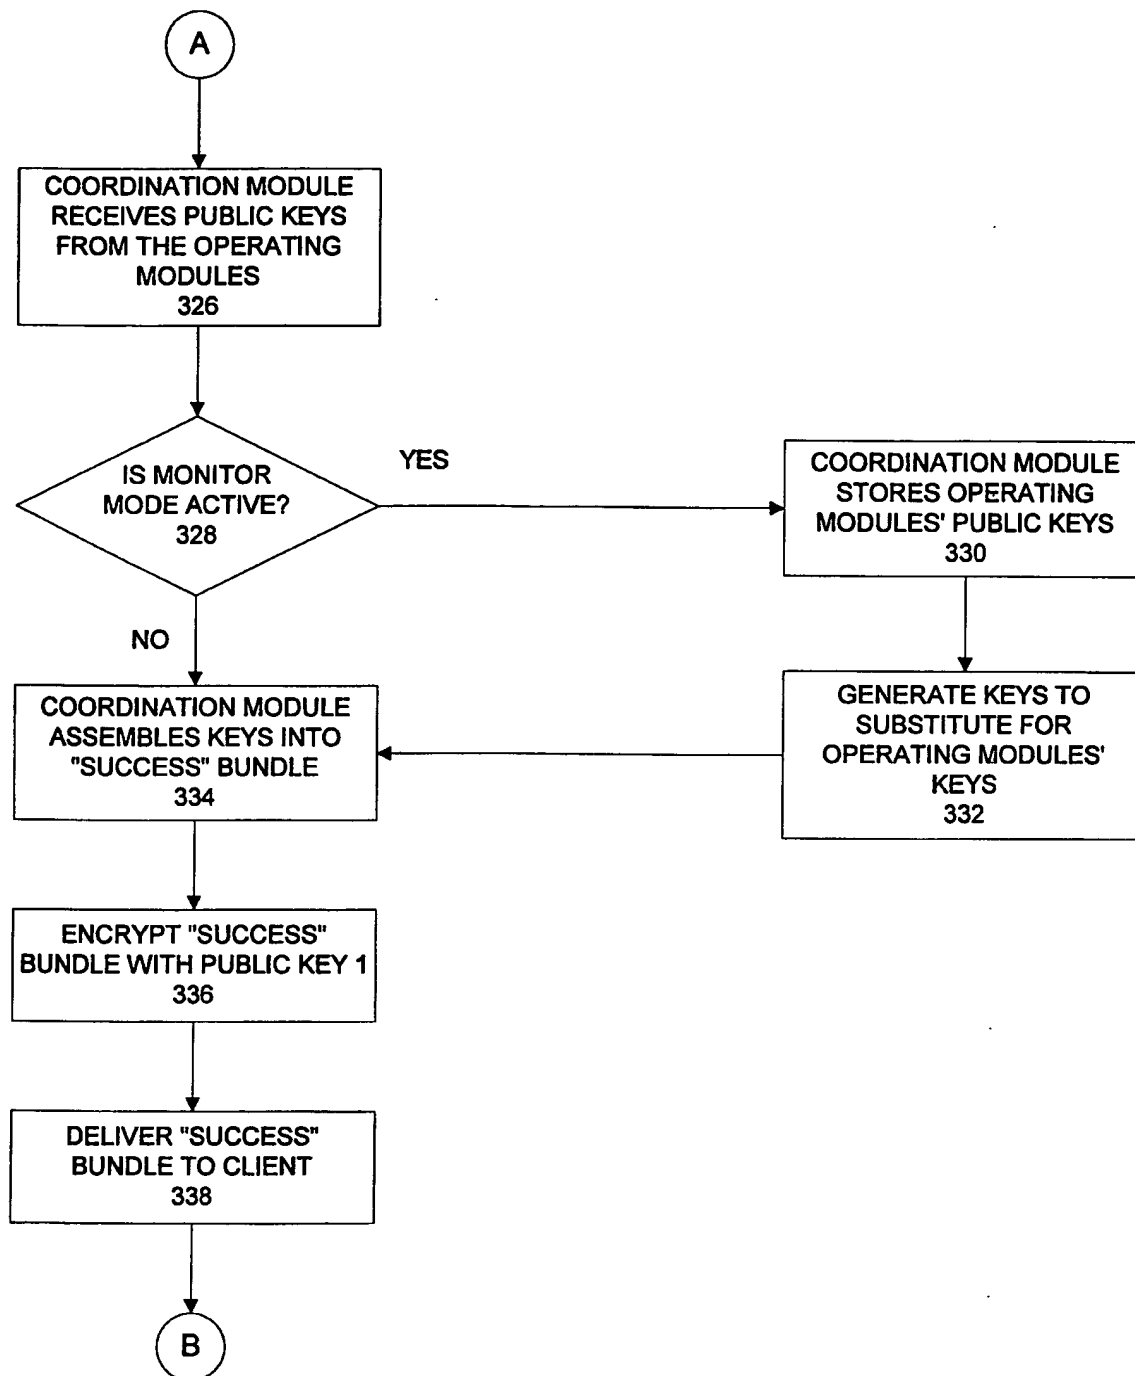 A
COORDINATION MODULE
RECEIVES PUBLIC KEYS
FROM THE OPERATING
MODULES
326
IS MONITOR
MODE ACTIVE?
328
YES
COORDINATION MODULE
STORES OPERATING
MODULES' PUBLIC KEYS
330
GENERATE KEYS TO
SUBSTITUTE FOR
OPERATING MODULES'
KEYS
332
NO
COORDINATION MODULE
ASSEMBLES KEYS INTO
"SUCCESS" BUNDLE
334
ENCRYPT "SUCCESS"
BUNDLE WITH PUBLIC KEY 1
336
DELIVER "SUCCESS"
BUNDLE TO CLIENT
338
B